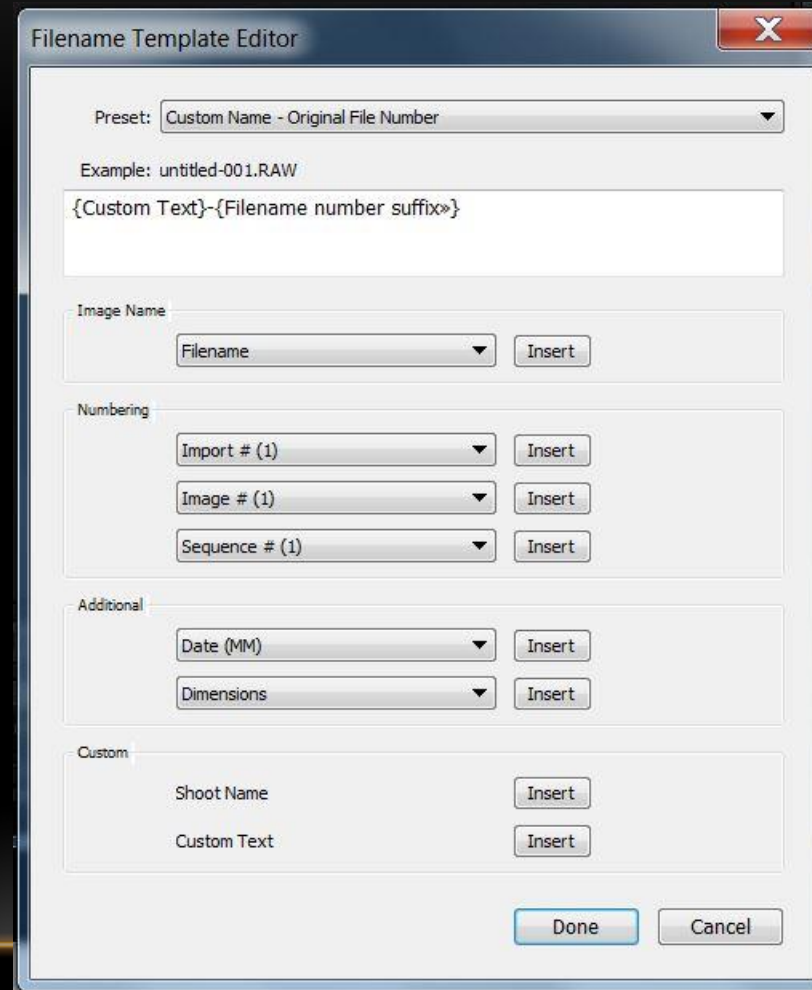 Filename Template Editor
X
Preset: Custom Name - Original File Number
Example: untitled-001.RAW
{Custom Text}-{Filename number suffix»}
Image Name
Filename Insert
Numbering
Import # (1) Insert
Image # (1) Insert
Sequence # (1) Insert
Additional
Date (MM) Insert
Dimensions Insert
Custom
Shoot Name Insert
Custom Text Insert
Done Cancel